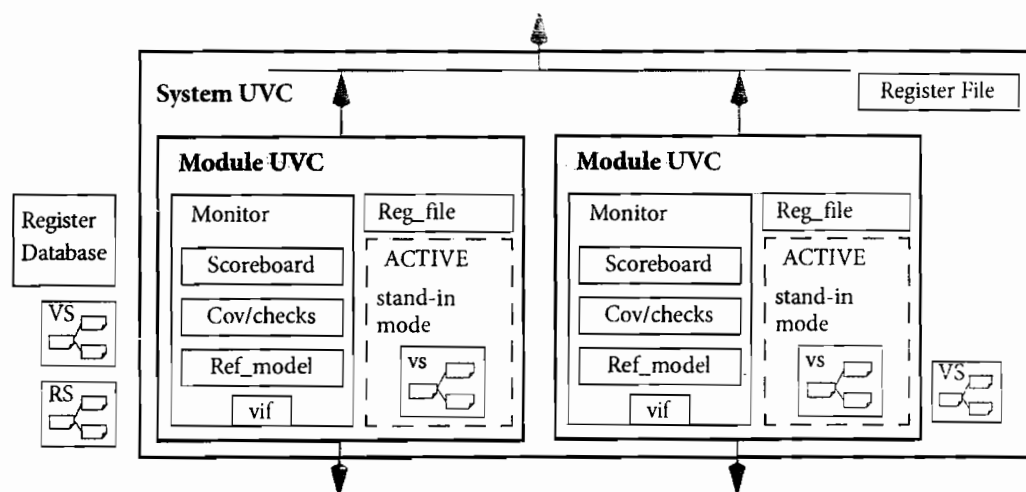 System UVC
Register File
Register
Database
VS
RS
Module UVC
Monitor
Scoreboard
Cov/checks
Ref_model
vif
Reg_file
ACTIVE
stand-in
mode
vs
Module UVC
Monitor
Scoreboard
Cov/checks
Ref_model
vif
Reg_file
ACTIVE
stand-in
mode
vs
VS